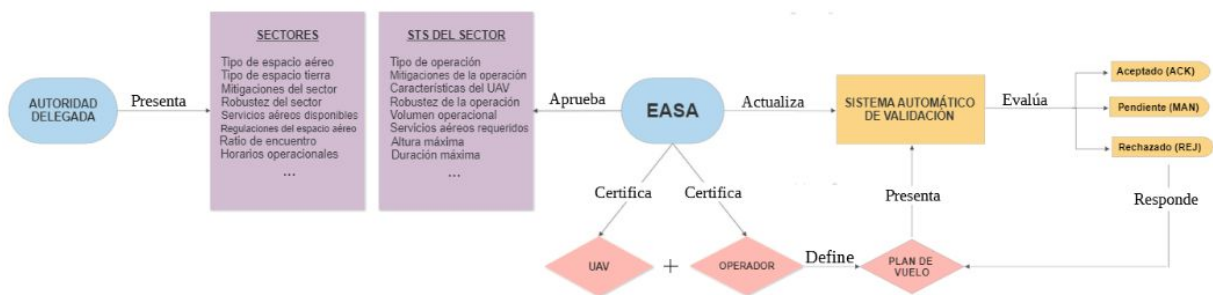 AUTORIDAD
DELEGADA
Presenta
SECTORES
Tipo de espacio aéreo
Tipo de espacio tierra
Mitigaciones del sector
Robustez del sector
Servicios aéreos disponibles
Regulaciones del espacio aéreo
Ratio de encuentro
Horarios operacionales
...
STS DEL SECTOR
Tipo de operación
Mitigaciones de la operación
Características del UAV
Robustez de la operación
Volumen operacional
Servicios aéreos requeridos
Altura máxima
Duración máxima
...
Aprueba
EASA
Actualiza
SISTEMA AUTOMÁTICO
DE VALIDACIÓN
Evalúa
Aceptado (ACK)
Pendiente (MAN)
Rechazado (REJ)
Certifica
Certifica
Presenta
Responde
UAV
+
OPERADOR
Define
PLAN DE
VUELO